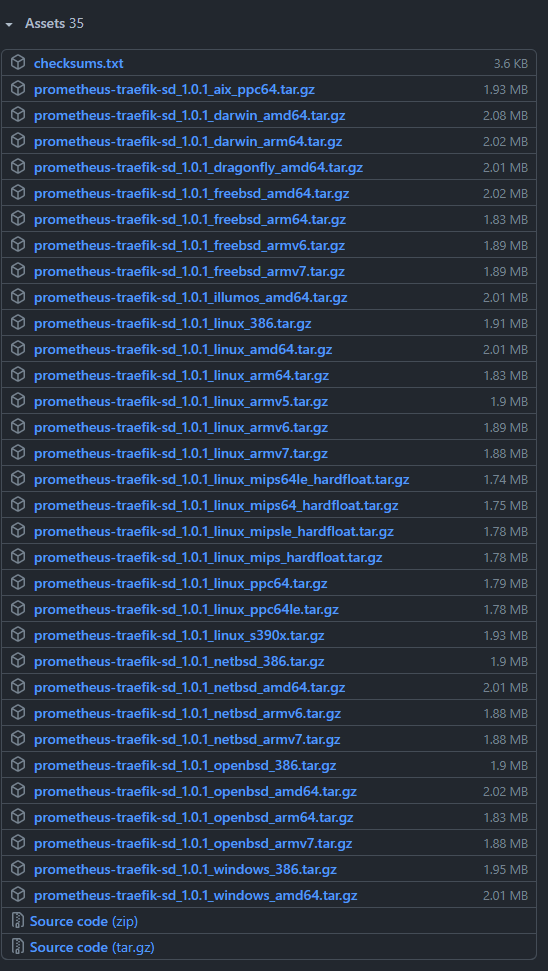 Assets 35
checksums.txt 3.6 KB
prometheus-traefik-sd_1.0.1_aix_ppc64.tar.gz 1.93 MB
prometheus-traefik-sd_1.0.1_darwin_amd64.tar.gz 2.08 MB
prometheus-traefik-sd_1.0.1_darwin_arm64.tar.gz 2.02 MB
prometheus-traefik-sd_1.0.1_dragonfly_amd64.tar.gz 2.01 MB
prometheus-traefik-sd_1.0.1_freebsd_amd64.tar.gz 2.02 MB
prometheus-traefik-sd_1.0.1_freebsd_arm64.tar.gz 1.83 MB
prometheus-traefik-sd_1.0.1_freebsd_armv6.tar.gz 1.89 MB
prometheus-traefik-sd_1.0.1_freebsd_armv7.tar.gz 1.89 MB
prometheus-traefik-sd_1.0.1_illumos_amd64.tar.gz 2.01 MB
prometheus-traefik-sd_1.0.1_linux_386.tar.gz 1.91 MB
prometheus-traefik-sd_1.0.1_linux_amd64.tar.gz 2.01 MB
prometheus-traefik-sd_1.0.1_linux_arm64.tar.gz 1.83 MB
prometheus-traefik-sd_1.0.1_linux_armv5.tar.gz 1.9 MB
prometheus-traefik-sd_1.0.1_linux_armv6.tar.gz 1.89 MB
prometheus-traefik-sd_1.0.1_linux_armv7.tar.gz 1.88 MB
prometheus-traefik-sd_1.0.1_linux_mips64le_hardfloat.tar.gz 1.74 MB
prometheus-traefik-sd_1.0.1_linux_mips64_hardfloat.tar.gz 1.75 MB
prometheus-traefik-sd_1.0.1_linux_mipsle_hardfloat.tar.gz 1.78 MB
prometheus-traefik-sd_1.0.1_linux_mips_hardfloat.tar.gz 1.78 MB
prometheus-traefik-sd_1.0.1_linux_ppc64.tar.gz 1.79 MB
prometheus-traefik-sd_1.0.1_linux_ppc64le.tar.gz 1.78 MB
prometheus-traefik-sd_1.0.1_linux_s390x.tar.gz 1.93 MB
prometheus-traefik-sd_1.0.1_netbsd_386.tar.gz 1.9 MB
prometheus-traefik-sd_1.0.1_netbsd_amd64.tar.gz 2.01 MB
prometheus-traefik-sd_1.0.1_netbsd_armv6.tar.gz 1.88 MB
prometheus-traefik-sd_1.0.1_netbsd_armv7.tar.gz 1.88 MB
prometheus-traefik-sd_1.0.1_openbsd_386.tar.gz 1.9 MB
prometheus-traefik-sd_1.0.1_openbsd_amd64.tar.gz 2.02 MB
prometheus-traefik-sd_1.0.1_openbsd_arm64.tar.gz 1.83 MB
prometheus-traefik-sd_1.0.1_openbsd_armv7.tar.gz 1.88 MB
prometheus-traefik-sd_1.0.1_windows_386.tar.gz 1.95 MB
prometheus-traefik-sd_1.0.1_windows_amd64.tar.gz 2.01 MB
Source code (zip)
Source code (tar.gz)